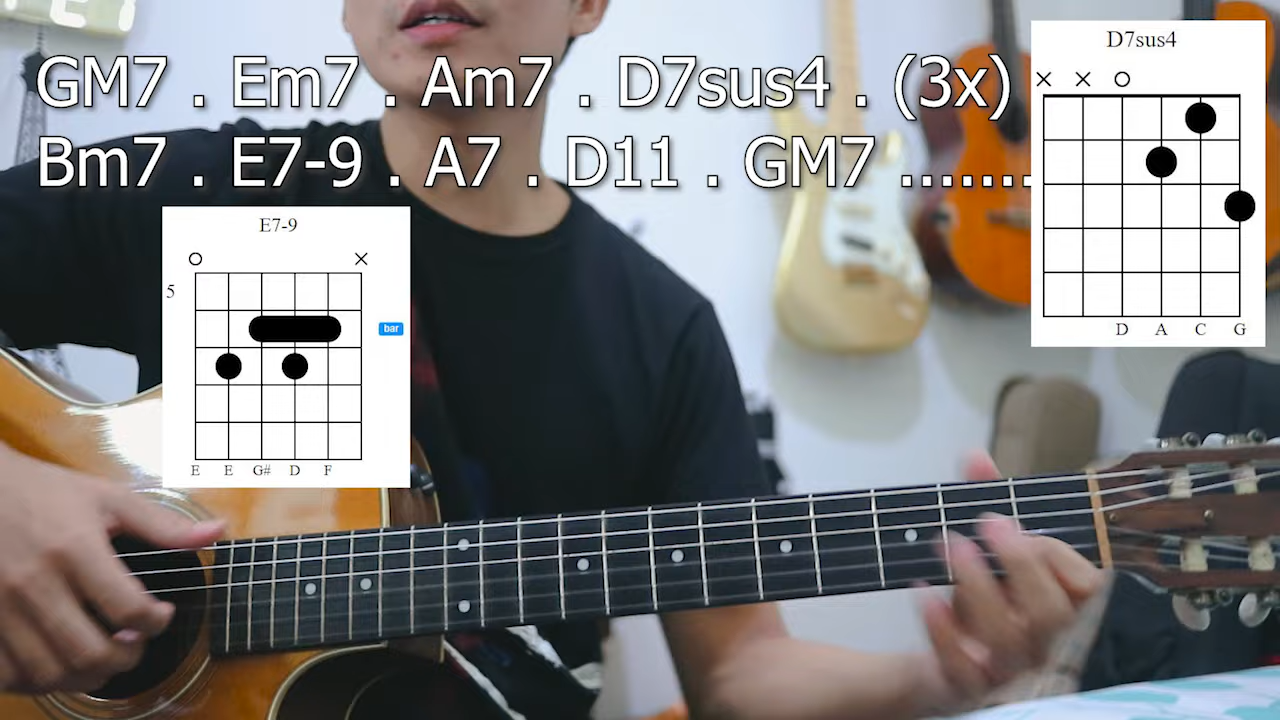 GM7 . Em7 . Am7 . D7sus4 . (3x)
Bm7 . E7-9 . A7 . D11 . GM7 .......
D7sus4
× × ○
D A C G
E7-9
○ ×
5
bar
E E G# D F